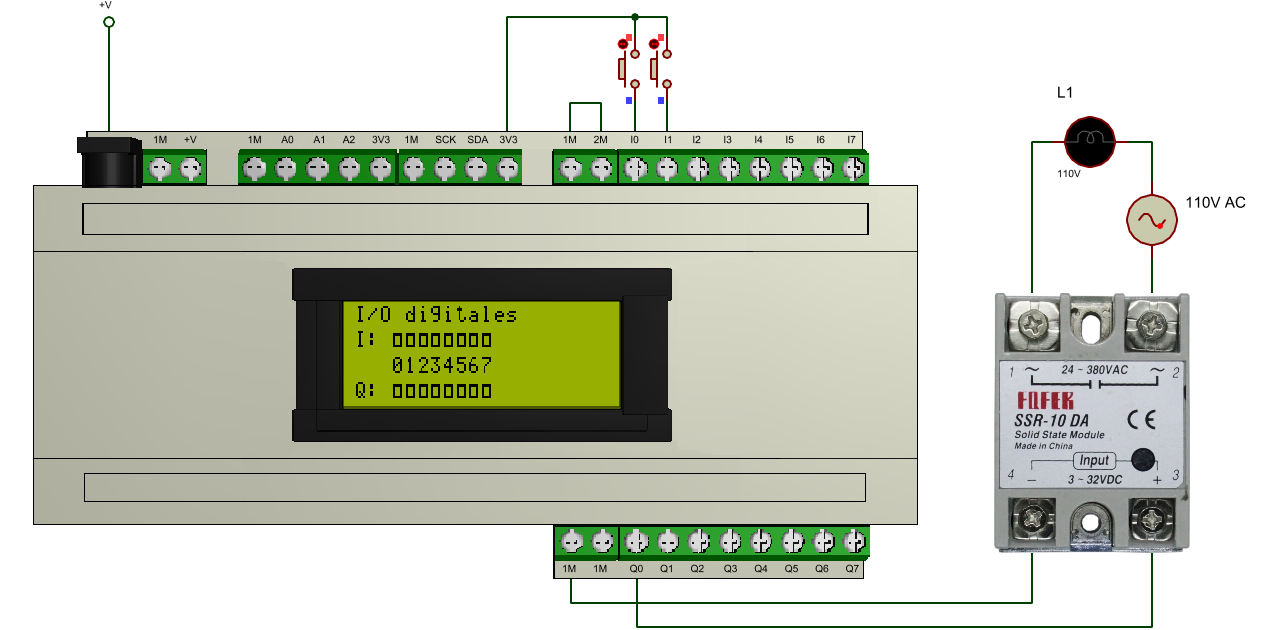 +V
1M +V 1M A0 A1 A2 3V3 1M SCK SDA 3V3 1M 2M I0 I1 I2 I3 I4 I5 I6 I7
L1
110V
110V AC
I/O digitales
I: 00000000
01234567
Q: 00000000
1 24 ~ 380VAC 2
FQFER
SSR-10 DA
CE
Solid State Module
Made in China
4 Input 3
3 ~ 32VDC
− +
1M 1M Q0 Q1 Q2 Q3 Q4 Q5 Q6 Q7